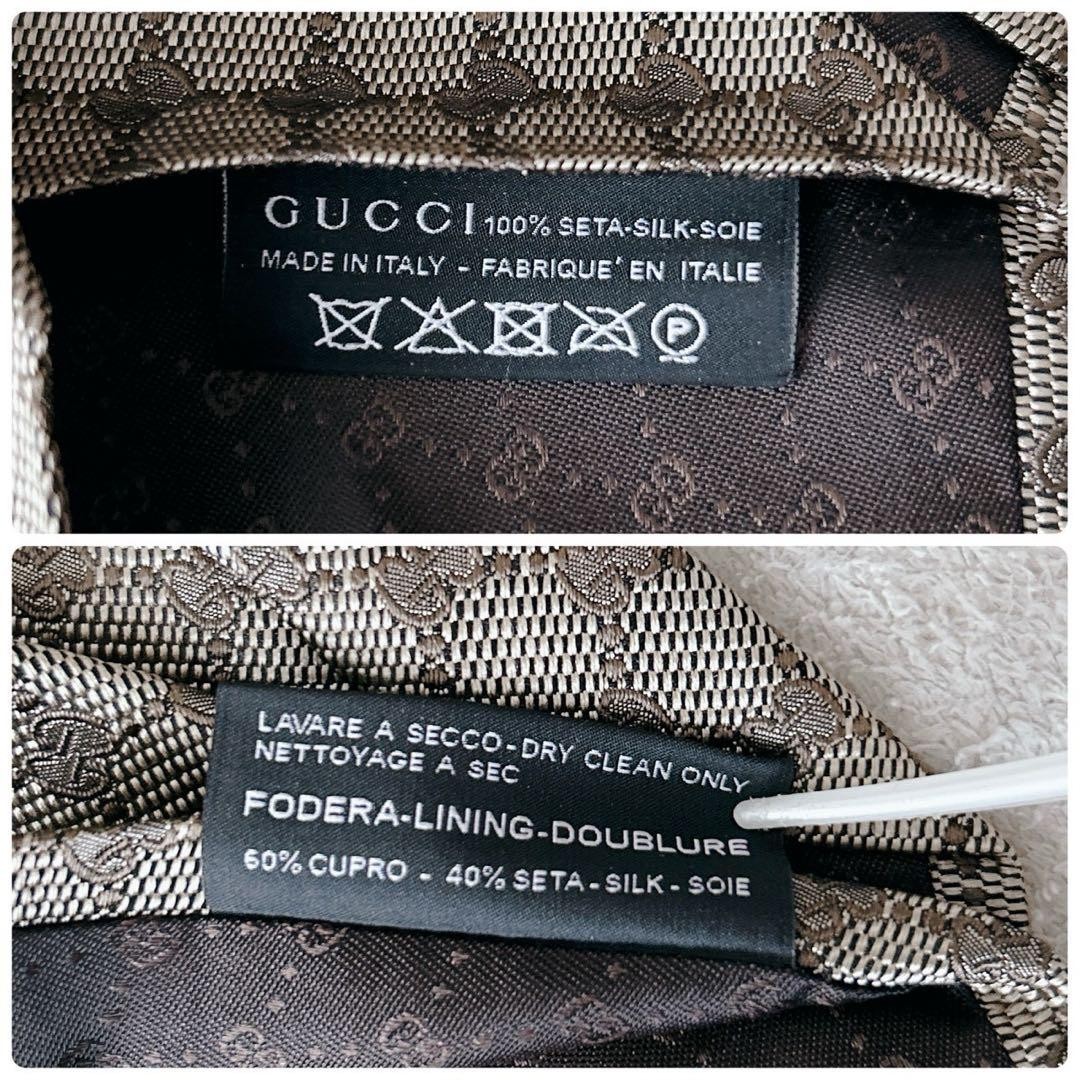 GUCCI 100% SETA-SILK-SOIE
MADE IN ITALY - FABRIQUE' EN ITALIE
P
LAVARE A SECCO-DRY CLEAN ONLY
NETTOYAGE A SEC
FODERA-LINING-DOUBLURE
60% CUPRO - 40% SETA-SILK-SOIE